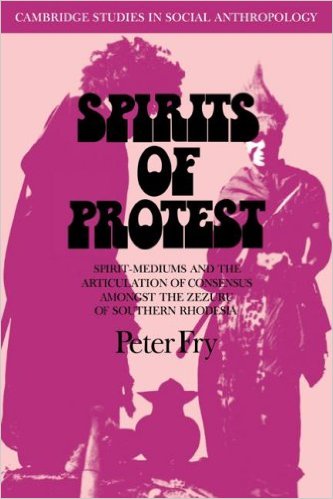 CAMBRIDGE STUDIES IN SOCIAL ANTHROPOLOGY
SPIRITS
OF
PROTEST
SPIRIT-MEDIUMS AND THE
ARTICULATION OF CONSENSUS
AMONGST THE ZEZURU
OF SOUTHERN RHODESIA
Peter Fry